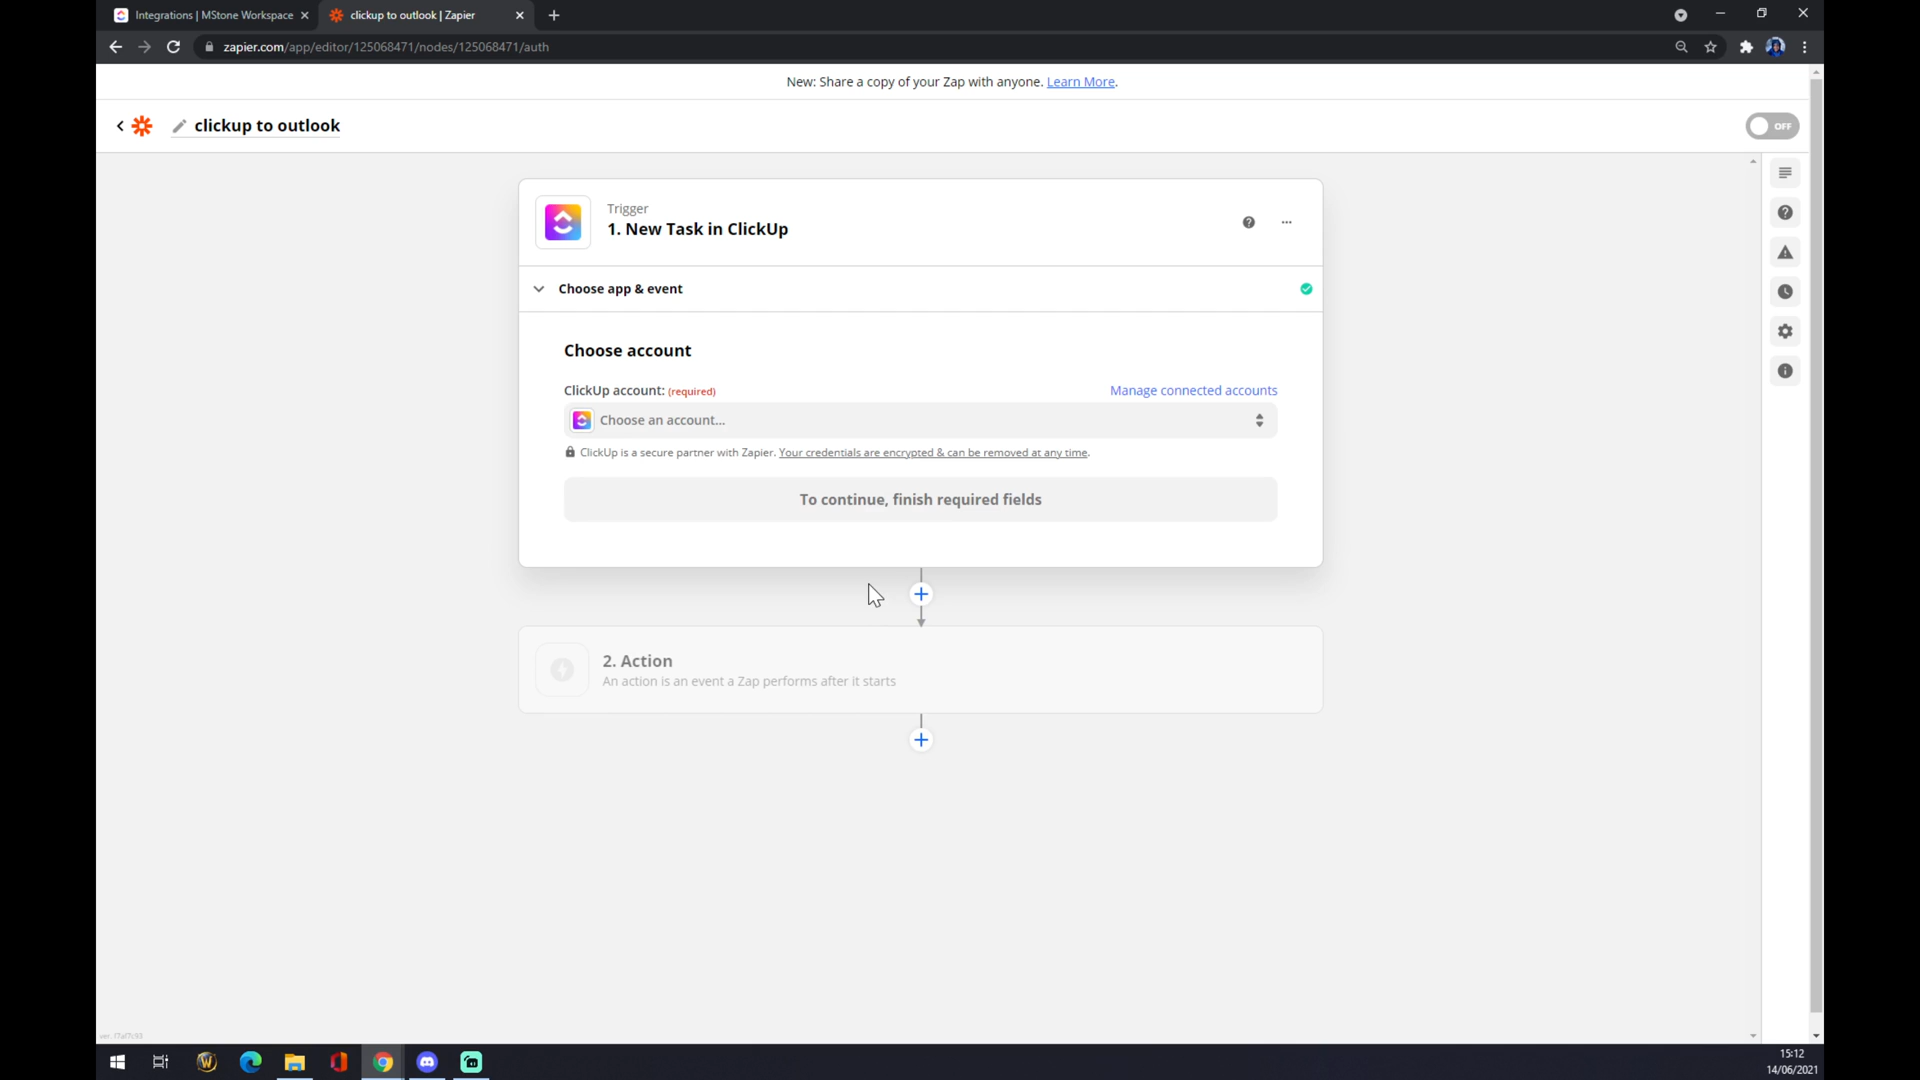 Integrations | MStone Workspace
clickup to outlook | Zapier
zapier.com/app/editor/125068471/nodes/125068471/auth
New: Share a copy of your Zap with anyone. Learn More.
clickup to outlook
OFF
Trigger
1. New Task in ClickUp
Choose app & event
Choose account
ClickUp account: (required)
Manage connected accounts
Choose an account...
ClickUp is a secure partner with Zapier. Your credentials are encrypted & can be removed at any time.
To continue, finish required fields
2. Action
An action is an event a Zap performs after it starts
15:12
14/06/2021